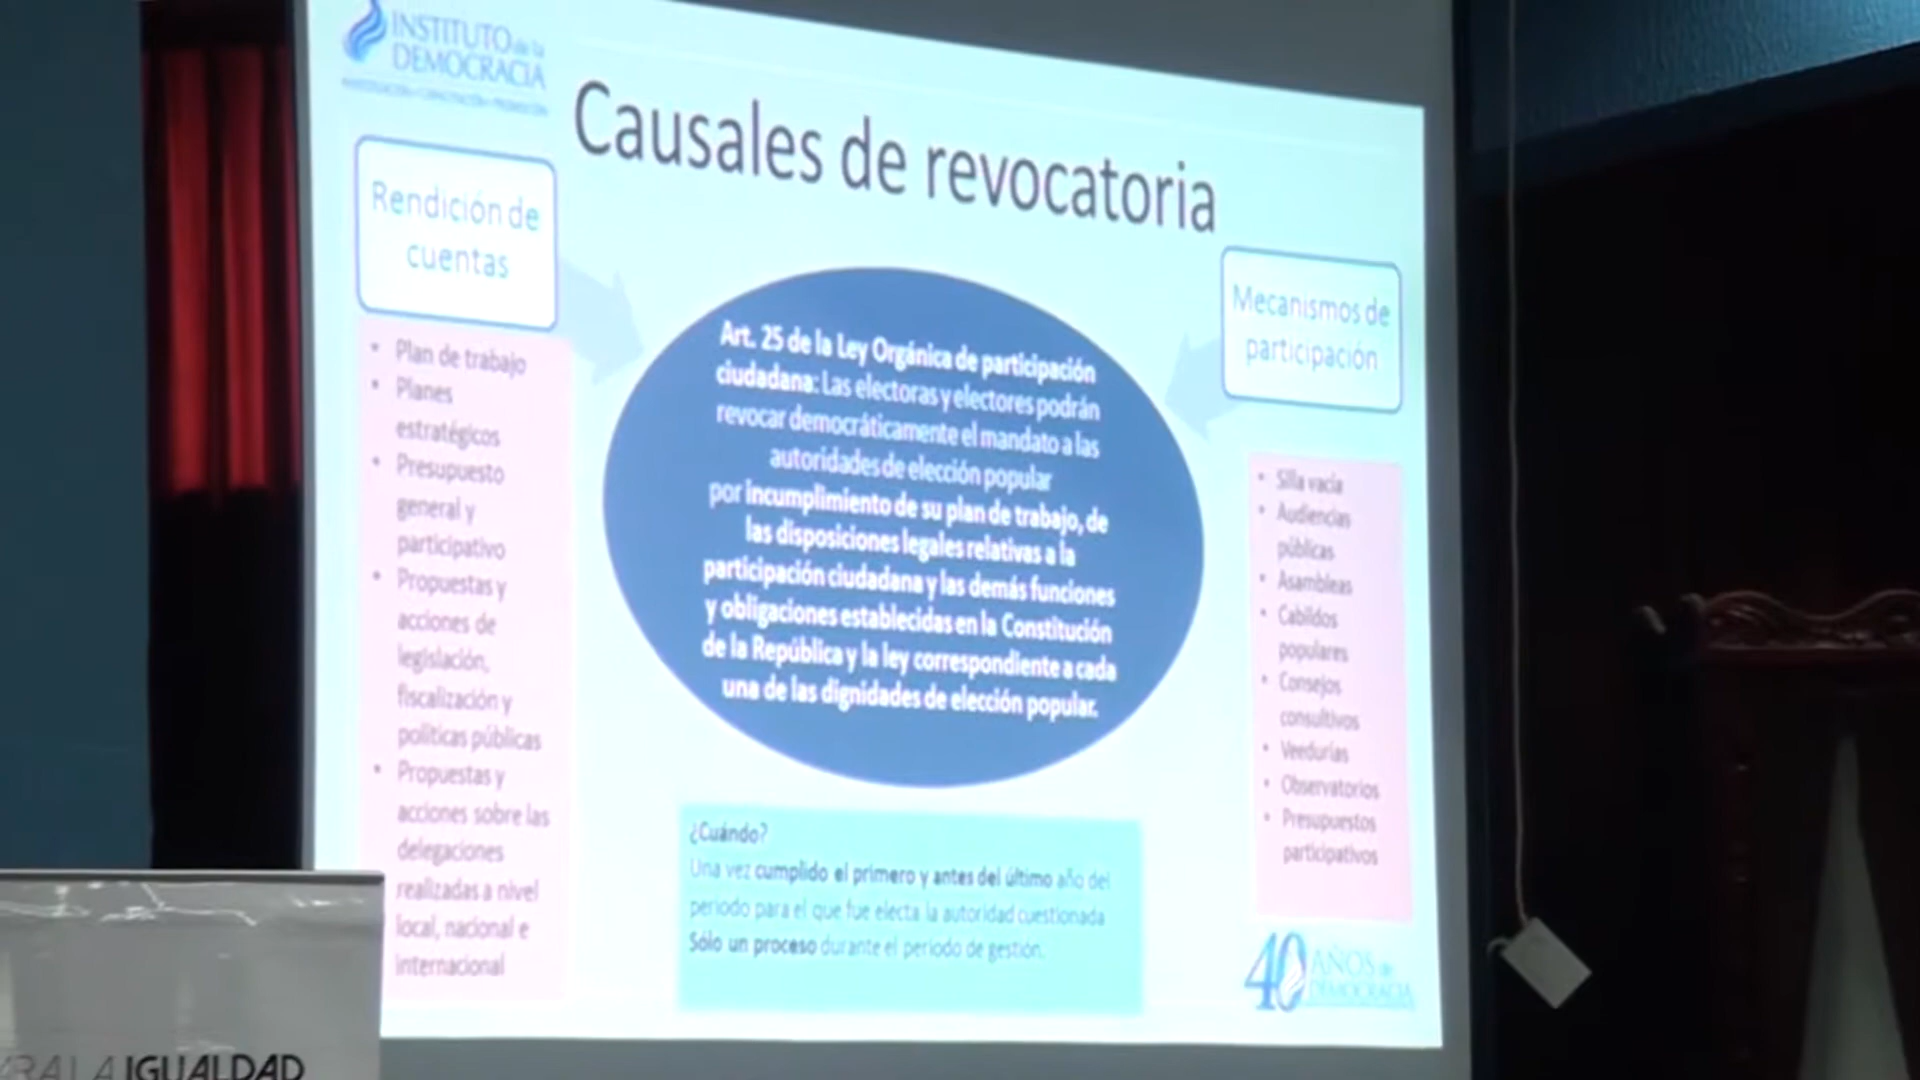 INSTITUTO de la
DEMOCRACIA
Causales de revocatoria
Rendición de
cuentas
• Plan de trabajo
• Planes
estratégicos
• Presupuesto
general y
participativo
• Propuestas y
acciones de
legislación,
fiscalización y
políticas públicas
• Propuestas y
acciones sobre las
delegaciones
realizadas a nivel
local, nacional e
internacional
Art. 25 de la Ley Orgánica de participación
ciudadana: Las electoras y electores podrán
revocar democráticamente el mandato a las
autoridades de elección popular
por incumplimiento de su plan de trabajo, de
las disposiciones legales relativas a la
participación ciudadana y las demás funciones
y obligaciones establecidas en la Constitución
de la República y la ley correspondiente a cada
una de las dignidades de elección popular.
¿Cuándo?
Una vez cumplido el primero y antes del último año del
periodo para el que fue electa la autoridad cuestionada
Sólo un proceso durante el periodo de gestión.
Mecanismos de
participación
• Silla vacía
• Audiencias
públicas
• Asambleas
• Cabildos
populares
• Consejos
consultivos
• Veedurías
• Observatorios
• Presupuestos
participativos
40 AÑOS de
DEMOCRACIA
ARA LA IGUALDAD